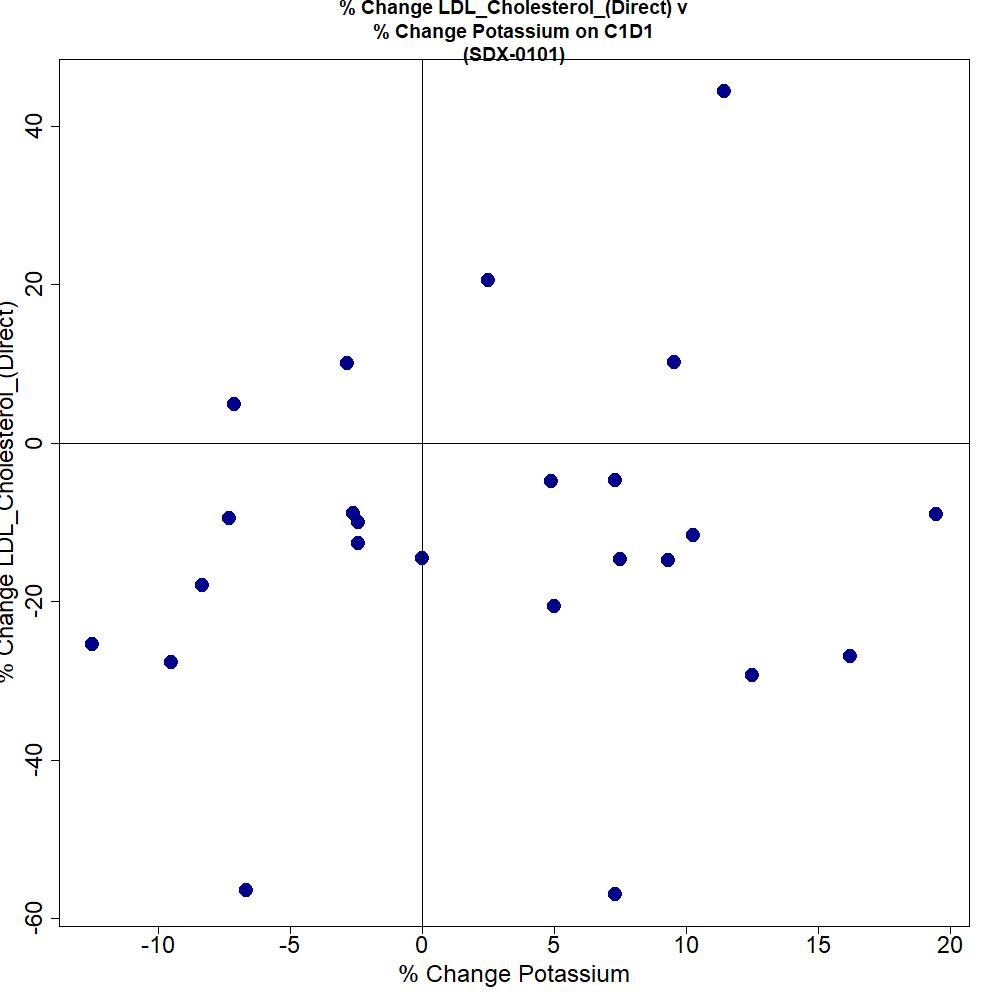 % Change LDL_Cholesterol_(Direct) v
% Change Potassium on C1D1
(SDX-0101)
% Change LDL_Cholesterol_(Direct)
40
20
0
-20
-40
-60
-10
-5
0
5
10
15
20
% Change Potassium